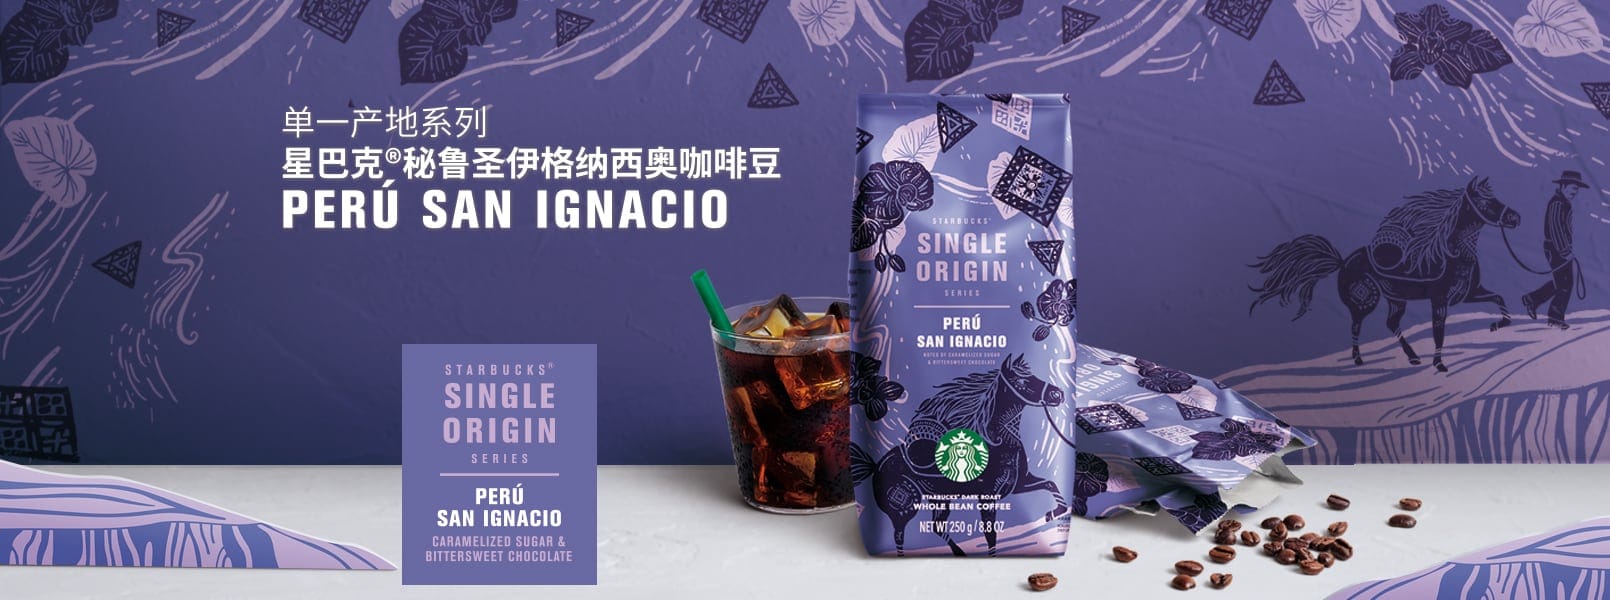 单一产地系列
星巴克®秘鲁圣伊格纳西奥咖啡豆
PERÚ SAN IGNACIO
STARBUCKS®
SINGLE
ORIGIN
SERIES
PERÚ
SAN IGNACIO
CARAMELIZED SUGAR &
BITTERSWEET CHOCOLATE
STARBUCKS®
SINGLE
ORIGIN
SERIES
PERÚ
SAN IGNACIO
NOTES OF CARAMELIZED SUGAR
& BITTERSWEET CHOCOLATE
STARBUCKS® DARK ROAST
WHOLE BEAN COFFEE
NET WT 250 g / 8.8 OZ